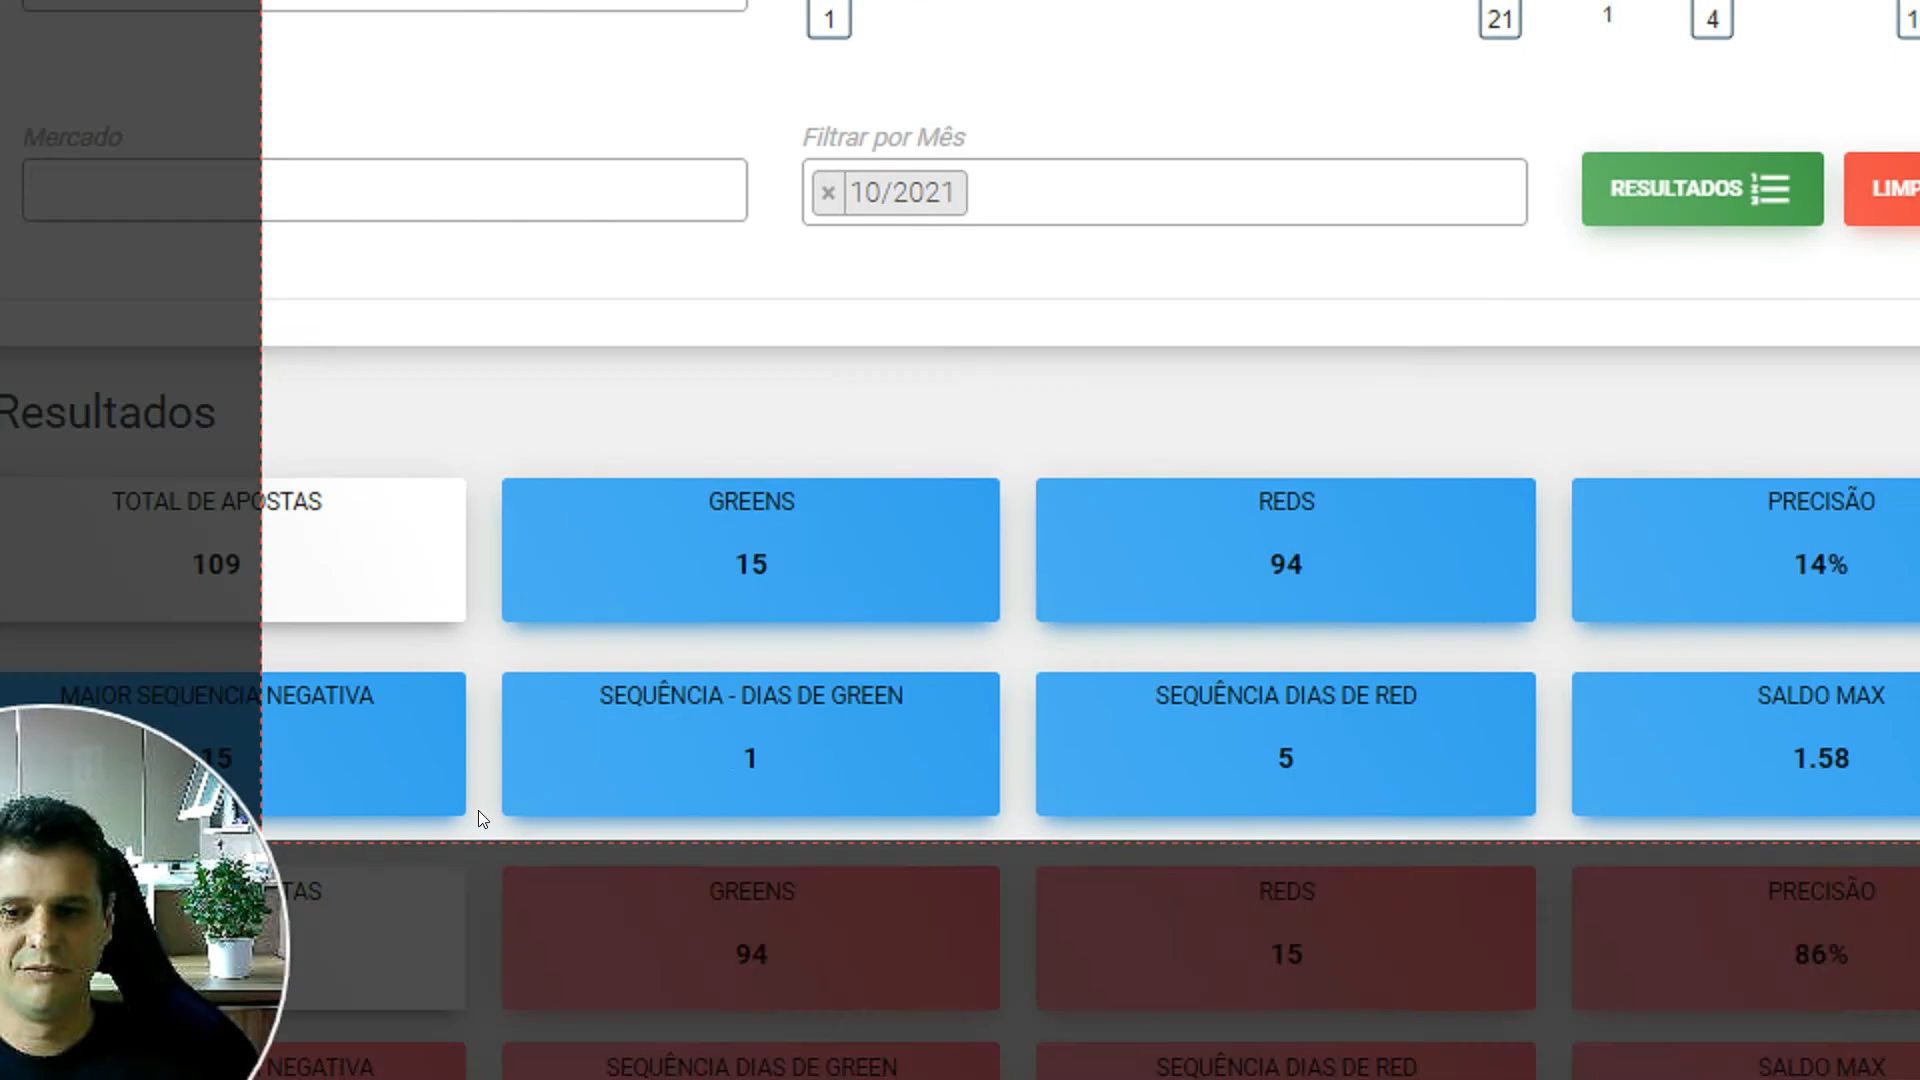 1 21 1 4 1
Mercado Filtrar por Mês
× 10/2021 RESULTADOS LIMP
Resultados
TOTAL DE APOSTAS GREENS REDS PRECISÃO
109 15 94 14%
MAIOR SEQUENCIA NEGATIVA SEQUÊNCIA - DIAS DE GREEN SEQUÊNCIA DIAS DE RED SALDO MAX
15 1 5 1.58
TAS GREENS REDS PRECISÃO
94 15 86%
NEGATIVA SEQUÊNCIA DIAS DE GREEN SEQUÊNCIA DIAS DE RED SALDO MAX